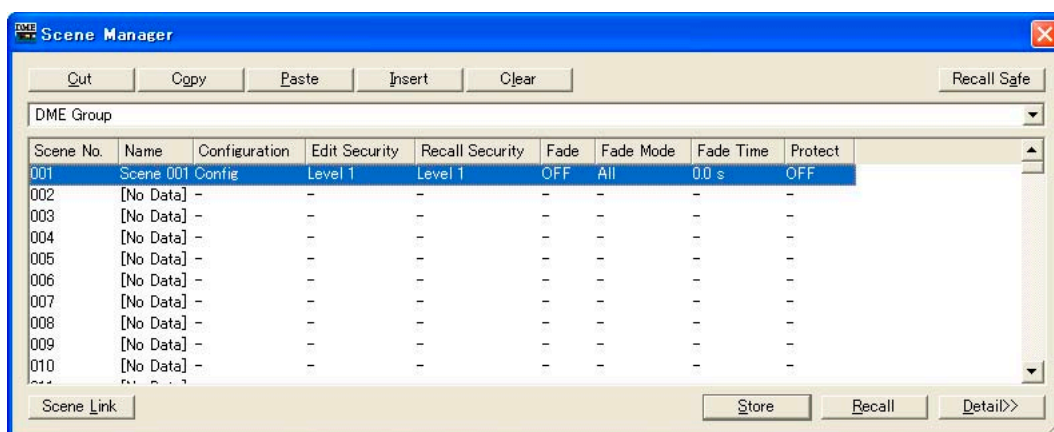 DME
Scene Manager
Cut Copy Paste Insert Clear Recall Safe
DME Group
Scene No. Name Configuration Edit Security Recall Security Fade Fade Mode Fade Time Protect
001 Scene 001 Config Level 1 Level 1 OFF All 0.0 s OFF
002 [No Data] - - - - - - -
003 [No Data] - - - - - - -
004 [No Data] - - - - - - -
005 [No Data] - - - - - - -
006 [No Data] - - - - - - -
007 [No Data] - - - - - - -
008 [No Data] - - - - - - -
009 [No Data] - - - - - - -
010 [No Data] - - - - - - -
Scene Link Store Recall Detail>>